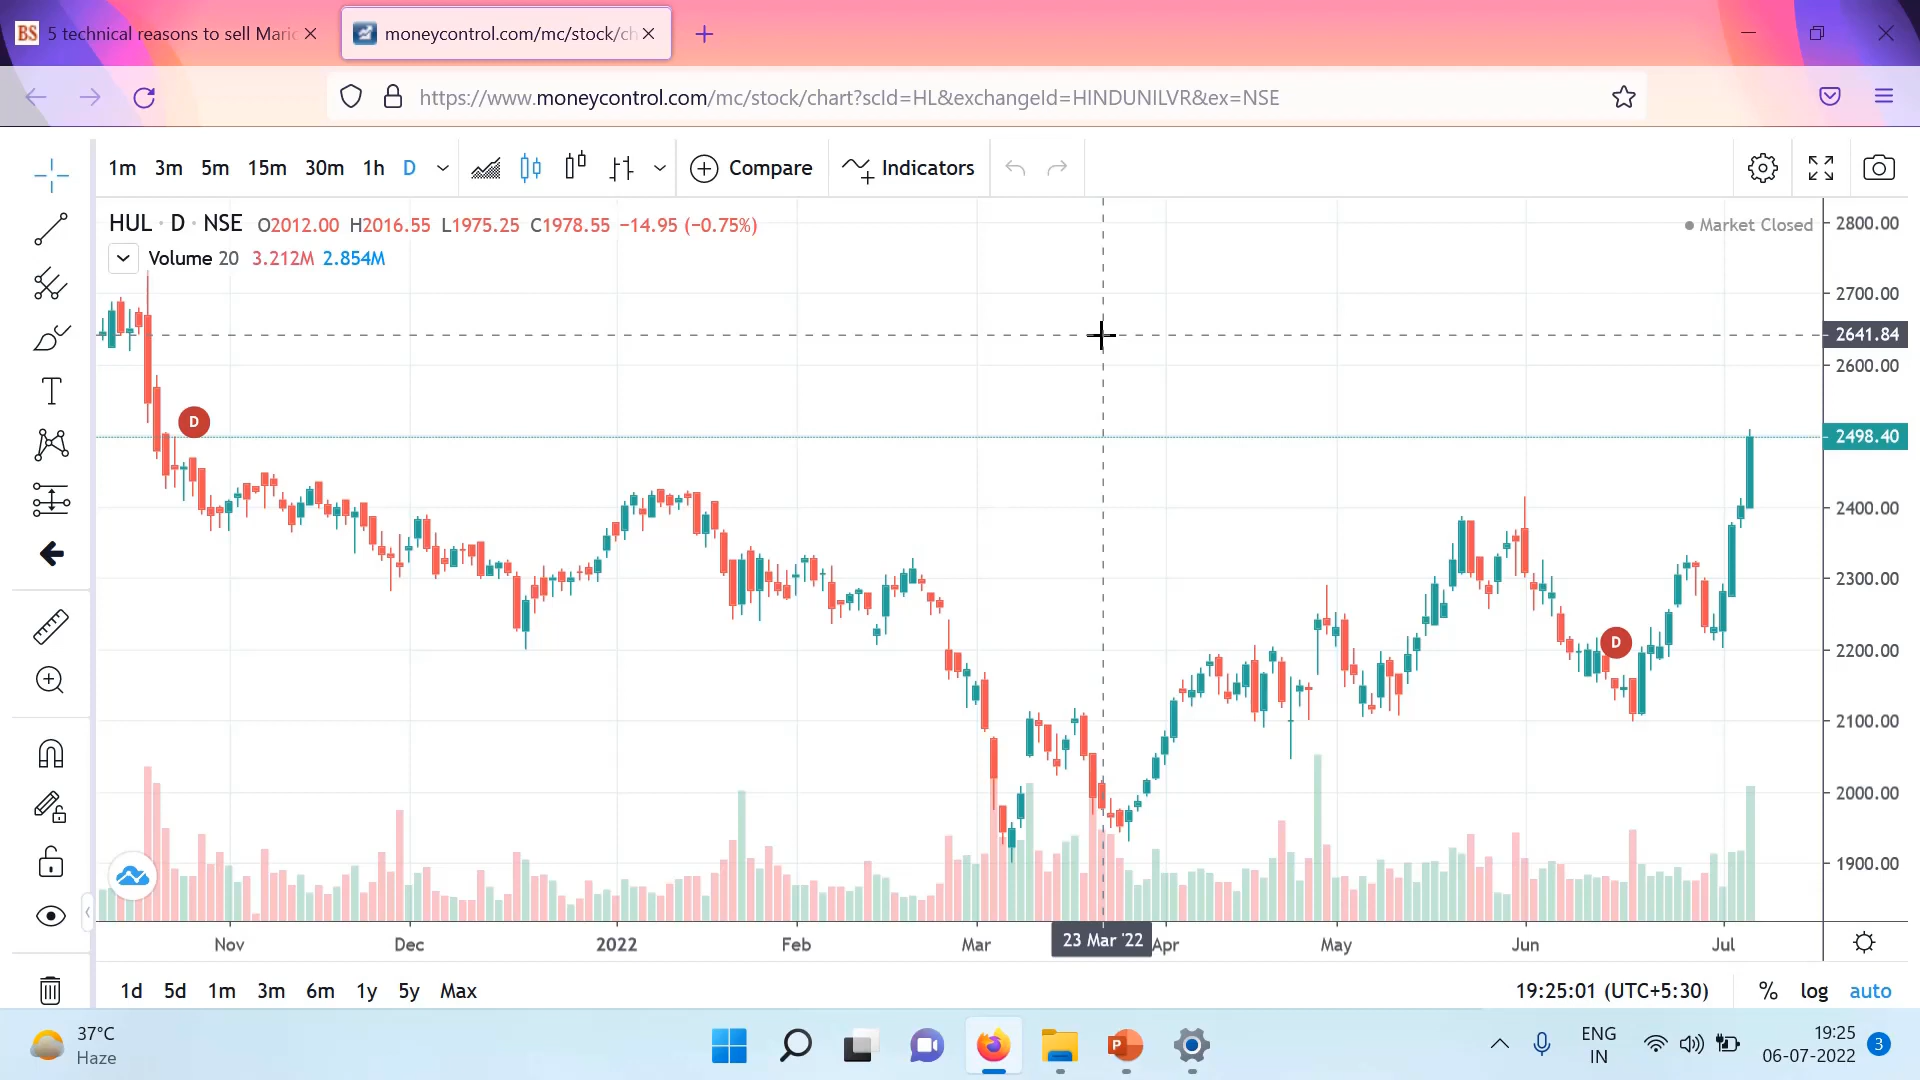 BS 5 technical reasons to sell Maric
moneycontrol.com/mc/stock/ch
https://www.moneycontrol.com/mc/stock/chart?scId=HL&exchangeId=HINDUNILVR&ex=NSE
1m 3m 5m 15m 30m 1h D Compare Indicators
HUL · D · NSE O2012.00 H2016.55 L1975.25 C1978.55 −14.95 (−0.75%)
Market Closed
Volume 20 3.212M 2.854M
2800.00
2700.00
2641.84
2600.00
2498.40
2400.00
2300.00
2200.00
2100.00
2000.00
1900.00
D
D
T
Nov Dec 2022 Feb Mar 23 Mar '22 Apr May Jun Jul
1d 5d 1m 3m 6m 1y 5y Max 19:25:01 (UTC+5:30) % log auto
37°C
Haze
P
ENG
IN
19:25
06-07-2022
3